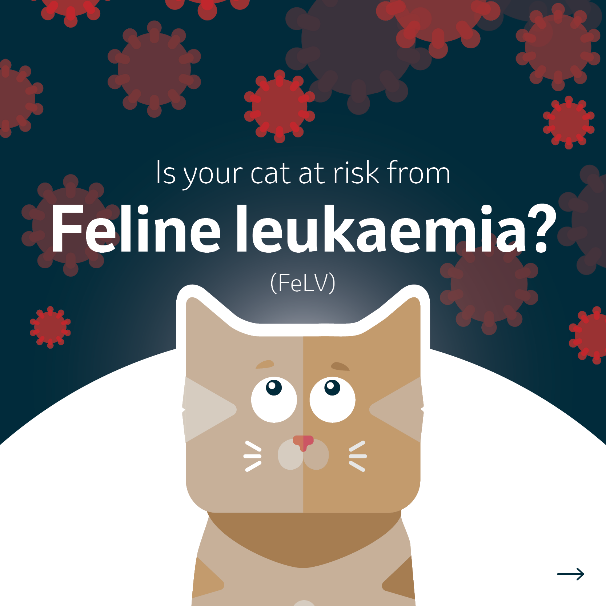 Is your cat at risk from
Feline leukaemia?
(FeLV)